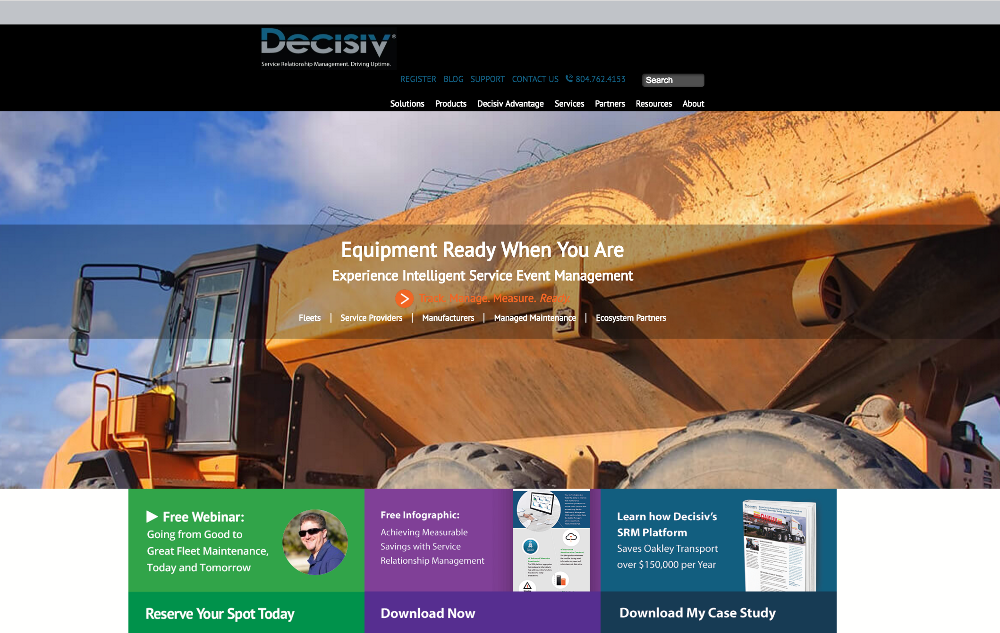 Decisiv®
Service Relationship Management. Driving Uptime.
REGISTER BLOG SUPPORT CONTACT US 804.762.4153 Search
Solutions Products Decisiv Advantage Services Partners Resources About
Equipment Ready When You Are
Experience Intelligent Service Event Management
Track. Manage. Measure. Ready.
Fleets | Service Providers | Manufacturers | Managed Maintenance | Ecosystem Partners
Free Webinar:
Going from Good to
Great Fleet Maintenance,
Today and Tomorrow
Reserve Your Spot Today
Free Infographic:
Achieving Measurable
Savings with Service
Relationship Management
Download Now
Learn how Decisiv’s
SRM Platform
Saves Oakley Transport
over $150,000 per Year
Decisiv
OAKLEY
Download My Case Study